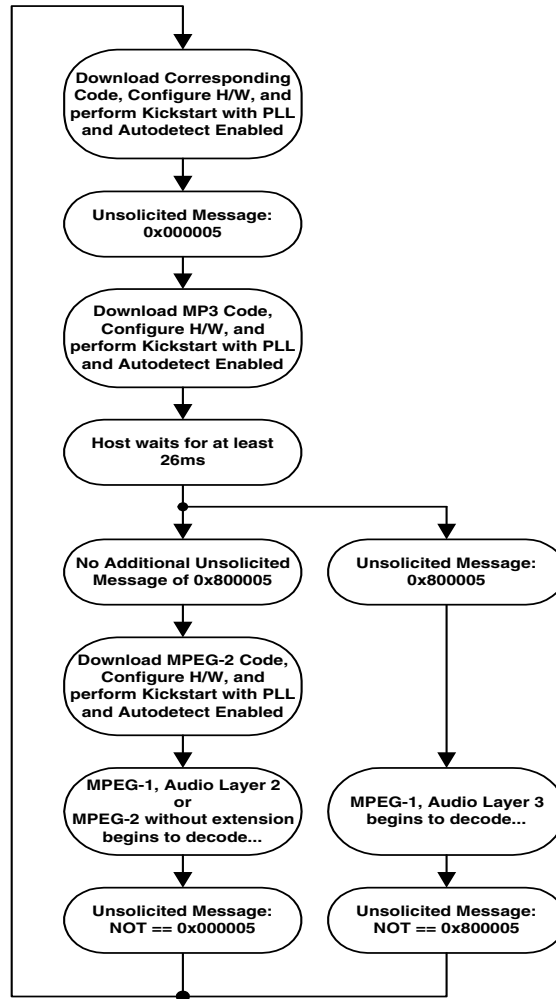 Download Corresponding
Code, Configure H/W, and
perform Kickstart with PLL
and Autodetect Enabled
Unsolicited Message:
0x000005
Download MP3 Code,
Configure H/W, and
perform Kickstart with PLL
and Autodetect Enabled
Host waits for at least
26ms
No Additional Unsolicited
Message of 0x800005
Unsolicited Message:
0x800005
Download MPEG-2 Code,
Configure H/W, and
perform Kickstart with PLL
and Autodetect Enabled
MPEG-1, Audio Layer 2
or
MPEG-2 without extension
begins to decode...
MPEG-1, Audio Layer 3
begins to decode...
Unsolicited Message:
NOT == 0x000005
Unsolicited Message:
NOT == 0x800005